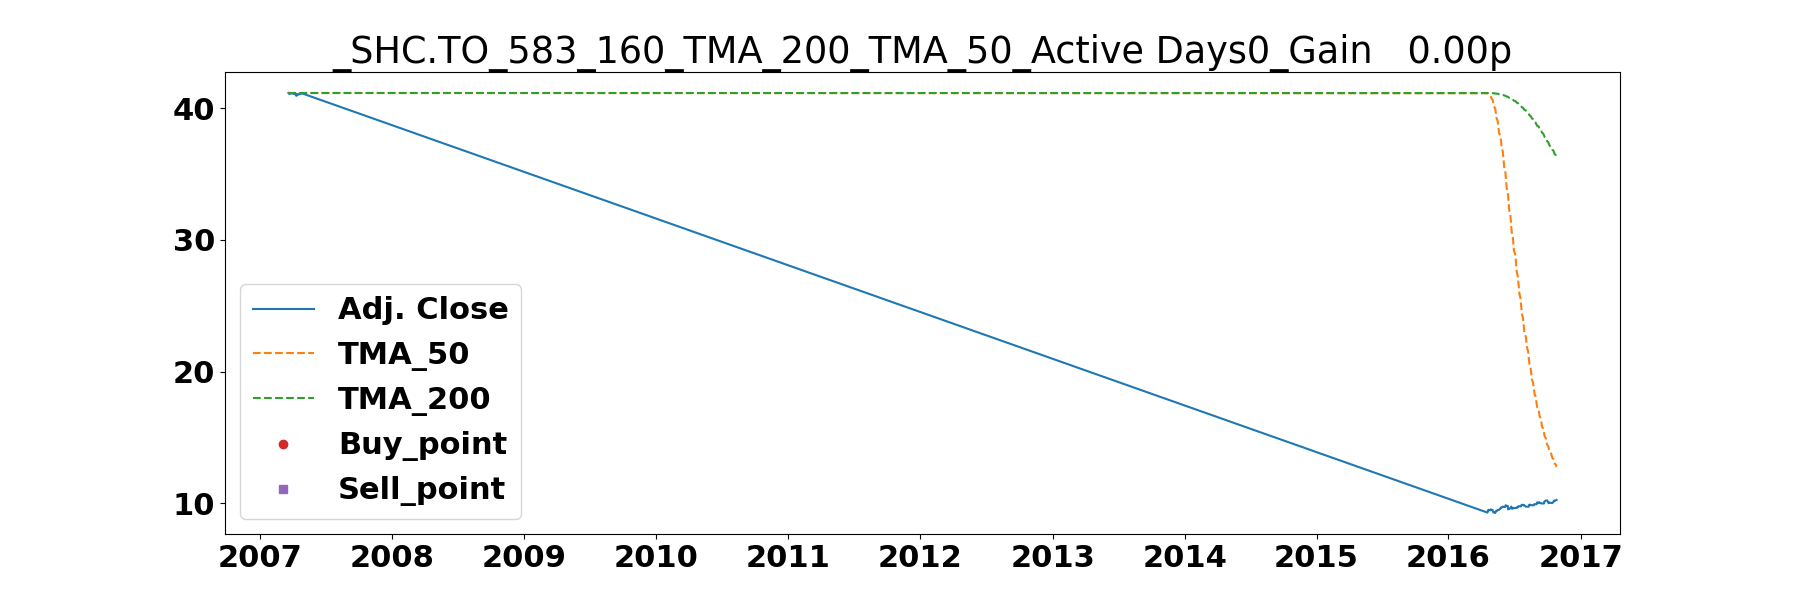 _SHC.TO_583_160_TMA_200_TMA_50_Active Days0_Gain   0.00p
40
30
20
10
Adj. Close
TMA_50
TMA_200
Buy_point
Sell_point
2007 2008 2009 2010 2011 2012 2013 2014 2015 2016 2017